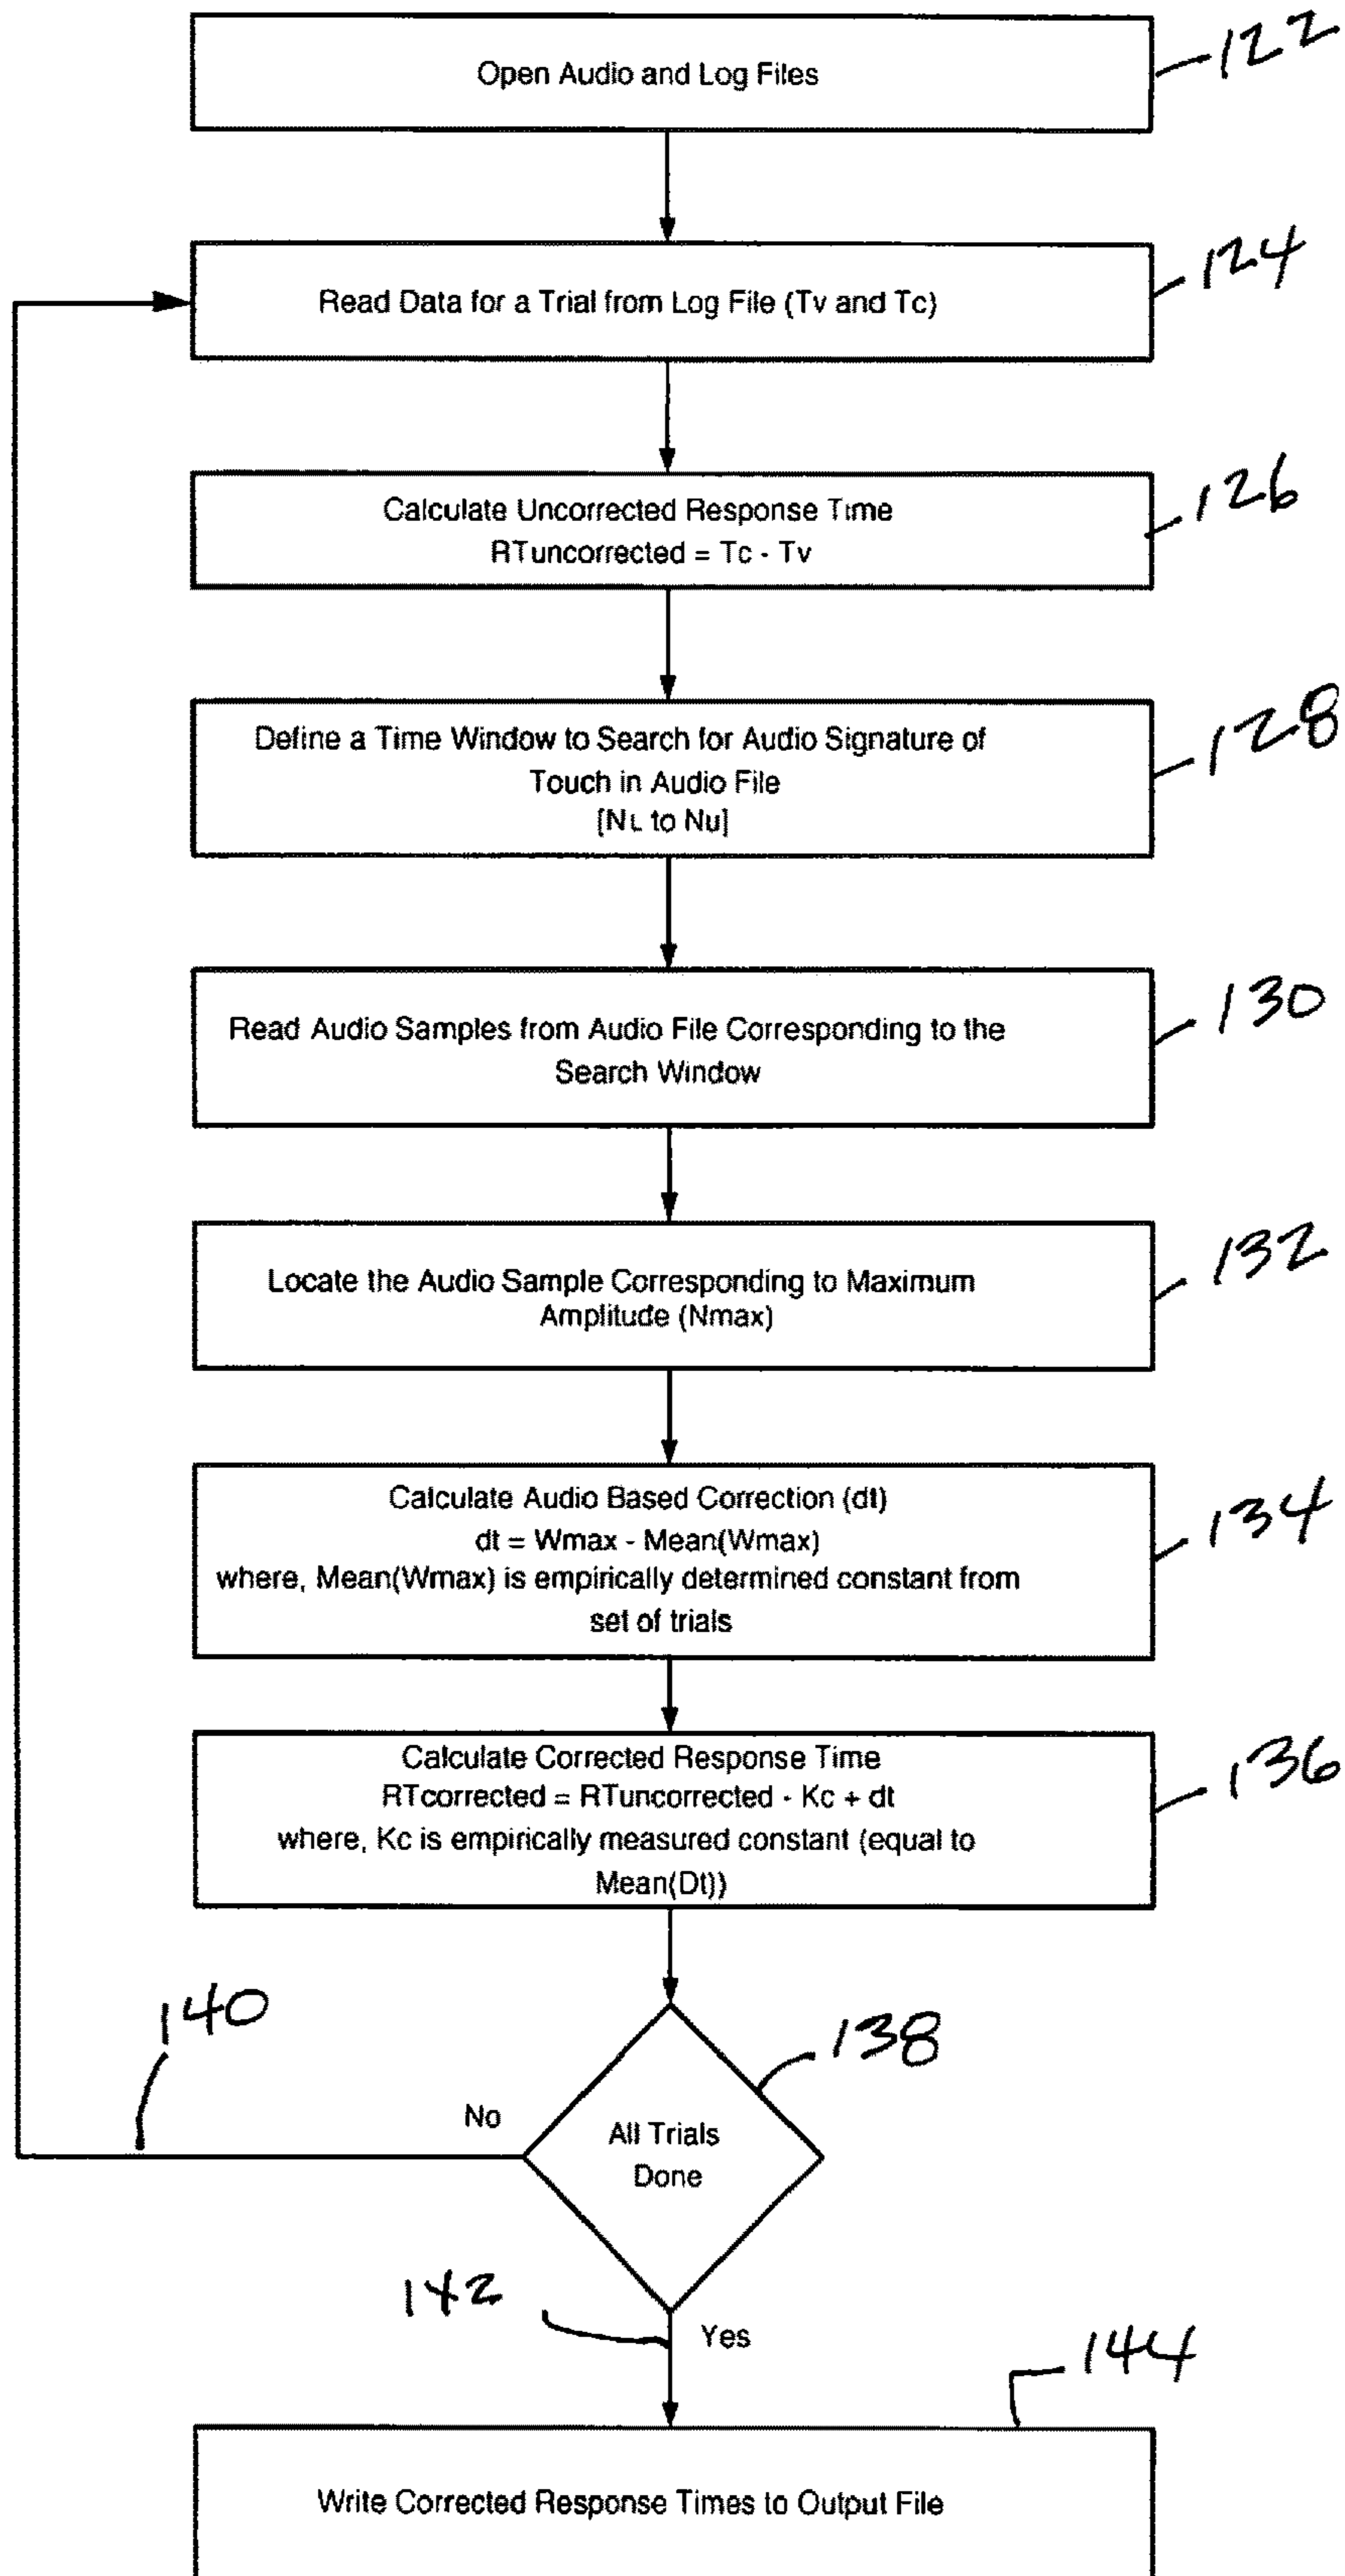 Open Audio and Log Files
122
Read Data for a Trial from Log File (Tv and Tc)
124
Calculate Uncorrected Response Time
RTuncorrected = Tc - Tv
126
Define a Time Window to Search for Audio Signature of
Touch in Audio File
[NL to Nu]
128
Read Audio Samples from Audio File Corresponding to the
Search Window
130
Locate the Audio Sample Corresponding to Maximum
Amplitude (Nmax)
132
Calculate Audio Based Correction (dt)
dt = Wmax - Mean(Wmax)
where, Mean(Wmax) is empirically determined constant from
set of trials
134
Calculate Corrected Response Time
RTcorrected = RTuncorrected - Kc + dt
where, Kc is empirically measured constant (equal to
Mean(Dt))
136
140
138
No
All Trials
Done
142
Yes
144
Write Corrected Response Times to Output File